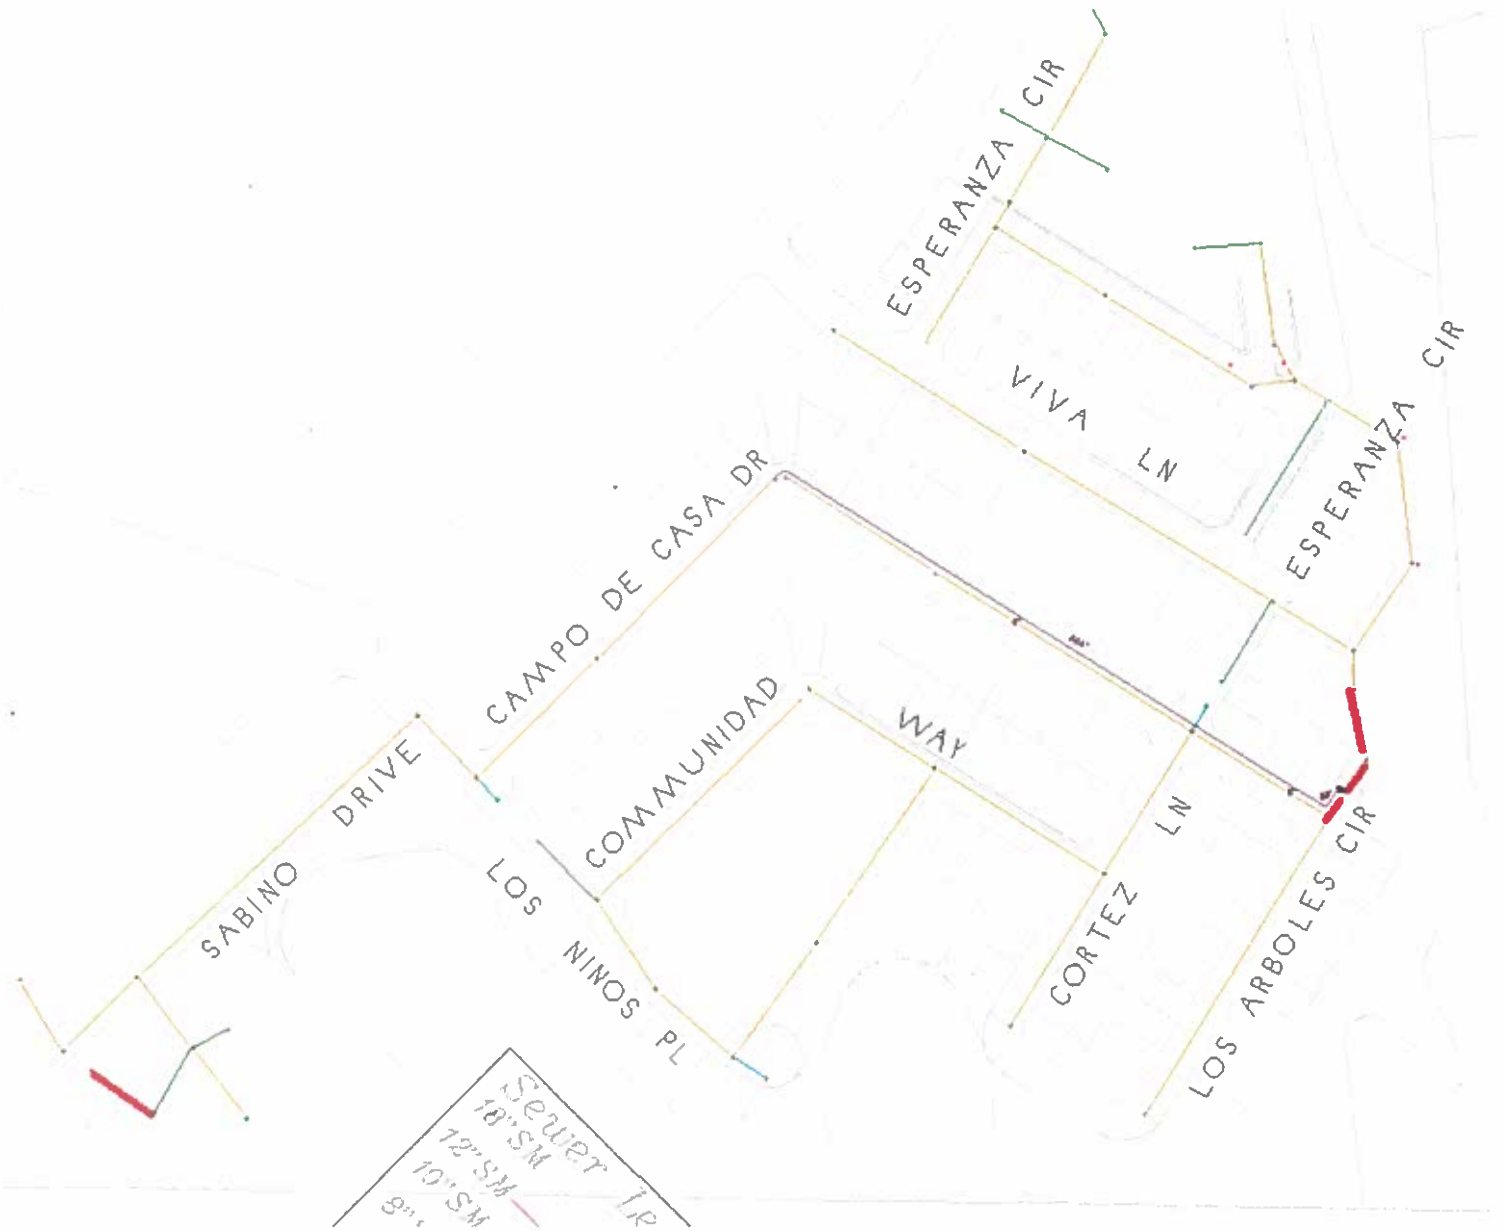 ESPERANZA CIR
ESPERANZA CIR
VIVA LN
CAMPO DE CASA DR
COMMUNIDAD WAY
SABINO DRIVE
LOS NINOS PL
CORTEZ LN
LOS ARBOLES CIR
Sewer
18"SM
12"SM
10"SM
8"